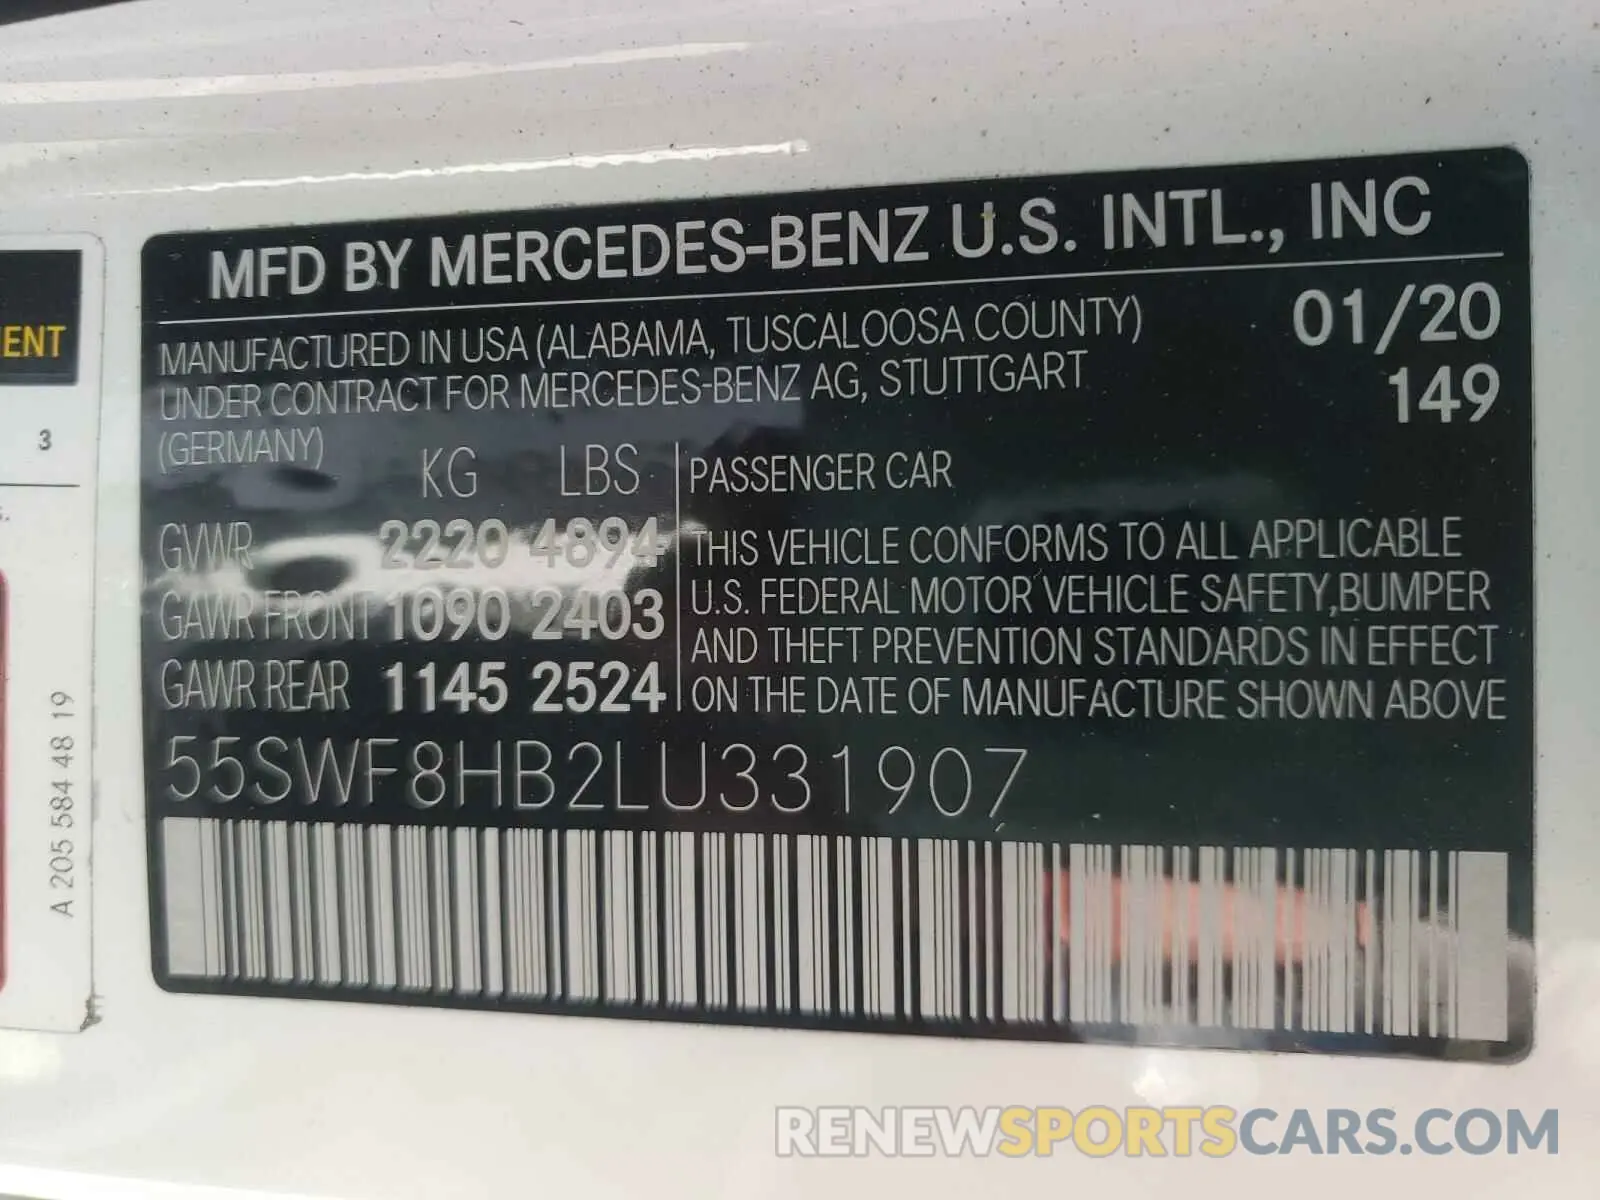 MFD BY MERCEDES-BENZ U.S. INTL., INC
MANUFACTURED IN USA (ALABAMA, TUSCALOOSA COUNTY) 01/20
UNDER CONTRACT FOR MERCEDES-BENZ AG, STUTTGART 149
(GERMANY)
KG LBS PASSENGER CAR
GVWR 2220 4894 THIS VEHICLE CONFORMS TO ALL APPLICABLE
GAWR FRONT 1090 2403 U.S. FEDERAL MOTOR VEHICLE SAFETY,BUMPER
AND THEFT PREVENTION STANDARDS IN EFFECT
GAWR REAR 1145 2524 ON THE DATE OF MANUFACTURE SHOWN ABOVE
55SWF8HB2LU331907
3
A 205 584 48 19
RENEWSPORTSCARS.COM